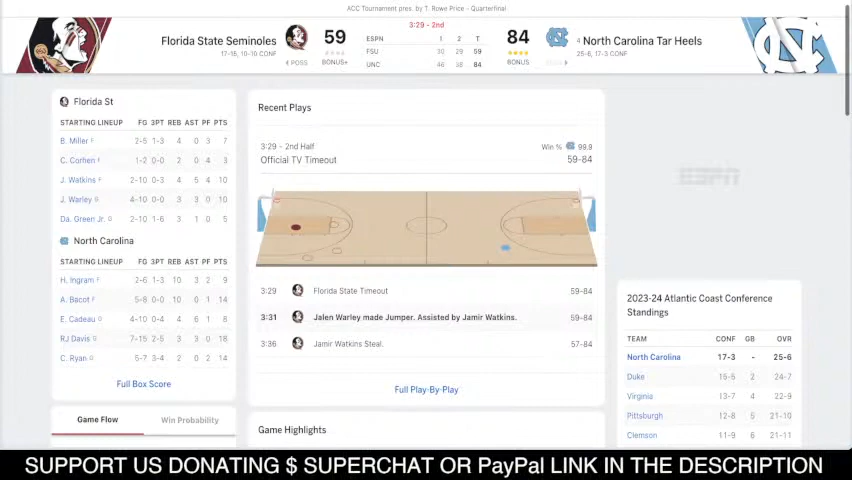 ACC Tournament pres. by T. Rowe Price - Quarterfinal
3:29 - 2nd
Florida State Seminoles
17-15, 10-10 CONF
59
POSS
BONUS+
ESPN 1 2 T
FSU 30 29 59
UNC 46 38 84
84
BONUS
4 North Carolina Tar Heels
25-6, 17-3 CONF
Florida St
STARTING LINEUP FG 3PT REB AST PF PTS
B. Miller F 2-5 1-3 4 0 3 7
C. Corhen F 1-2 0-0 2 0 4 3
J. Watkins F 2-10 0-3 4 5 4 10
J. Warley G 4-10 0-0 3 3 0 10
Da. Green Jr. G 2-10 1-6 3 1 0 5
North Carolina
STARTING LINEUP FG 3PT REB AST PF PTS
H. Ingram F 2-6 1-3 10 3 2 9
A. Bacot F 5-8 0-0 10 0 1 14
E. Cadeau G 4-10 0-4 4 6 1 8
RJ Davis G 7-15 2-5 3 3 0 18
C. Ryan G 5-7 3-4 2 0 2 14
Full Box Score
Game Flow
Win Probability
Recent Plays
3:29 - 2nd Half
Official TV Timeout
Win % 99.9
59-84
3:29 Florida State Timeout 59-84
3:31 Jalen Warley made Jumper. Assisted by Jamir Watkins. 59-84
3:36 Jamir Watkins Steal. 57-84
Full Play-By-Play
Game Highlights
ESPN
2023-24 Atlantic Coast Conference
Standings
TEAM CONF GB OVR
North Carolina 17-3 - 25-6
Duke 15-5 2 24-7
Virginia 13-7 4 22-9
Pittsburgh 12-8 5 21-10
Clemson 11-9 6 21-11
SUPPORT US DONATING $ SUPERCHAT OR PayPal LINK IN THE DESCRIPTION